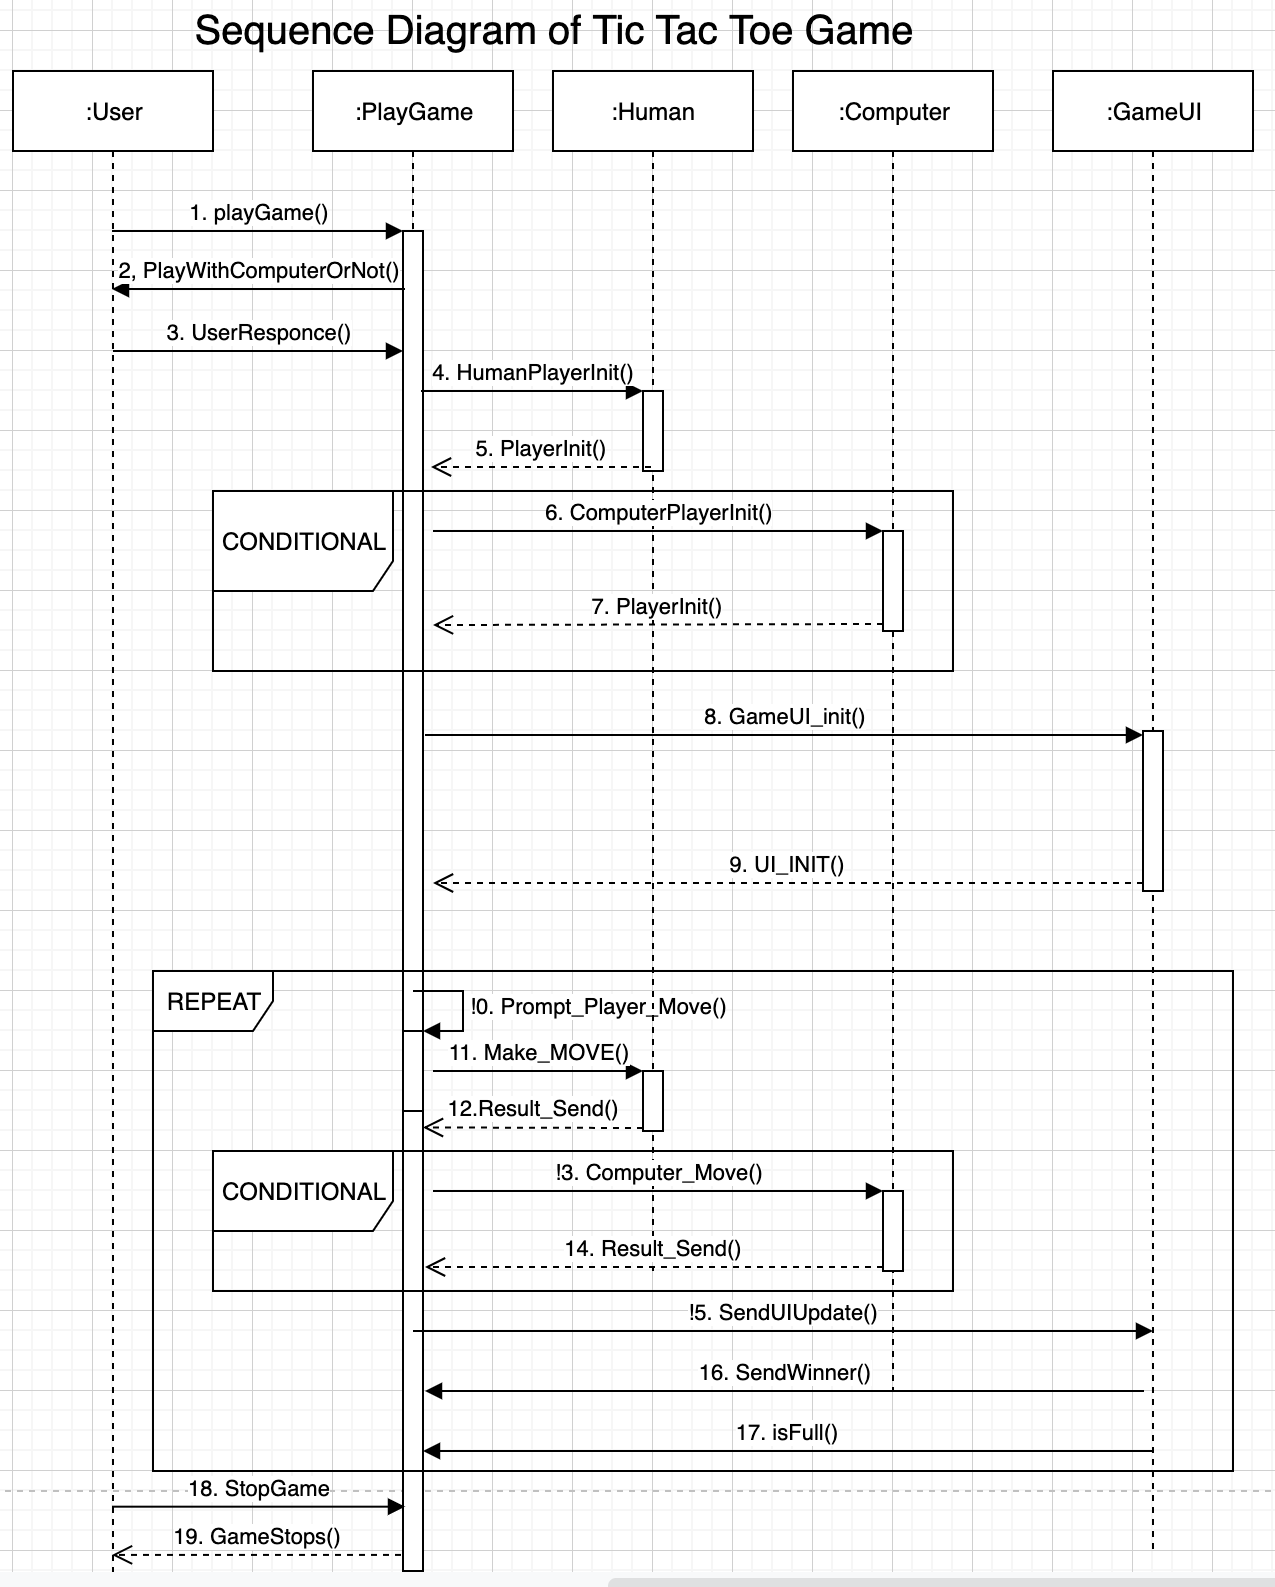 Sequence Diagram of Tic Tac Toe Game
:User
:PlayGame
:Human
:Computer
:GameUI
1. playGame()
2, PlayWithComputerOrNot()
3. UserResponce()
4. HumanPlayerInit()
5. PlayerInit()
CONDITIONAL
6. ComputerPlayerInit()
7. PlayerInit()
8. GameUI_init()
9. UI_INIT()
REPEAT
!0. Prompt_Player_Move()
11. Make_MOVE()
12.Result_Send()
CONDITIONAL
!3. Computer_Move()
14. Result_Send()
!5. SendUIUpdate()
16. SendWinner()
17. isFull()
18. StopGame
19. GameStops()